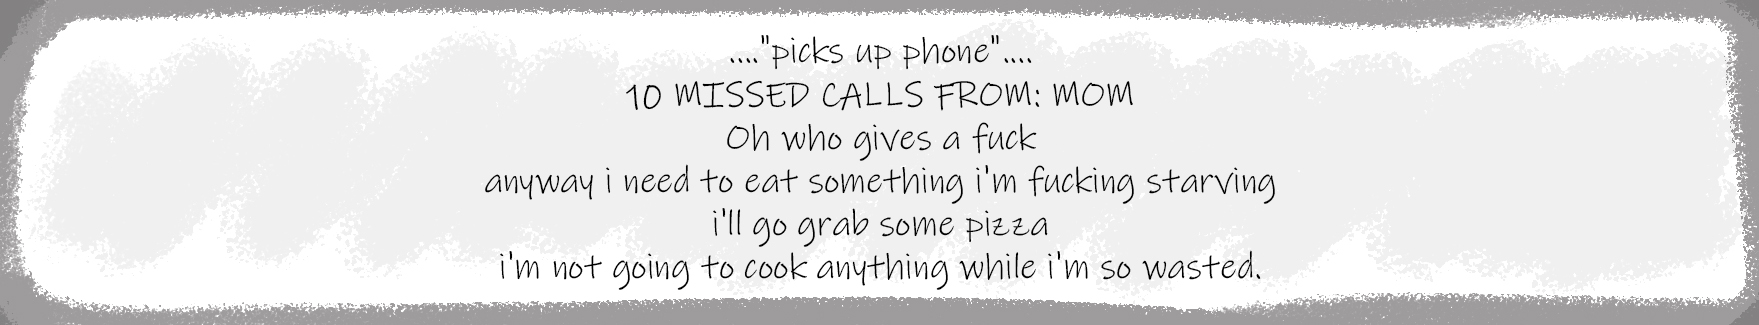 ...."picks up phone"....
10 MISSED CALLS FROM: MOM
Oh who gives a fuck
anyway i need to eat something i'm fucking starving
i'll go grab some pizza
i'm not going to cook anything while i'm so wasted.